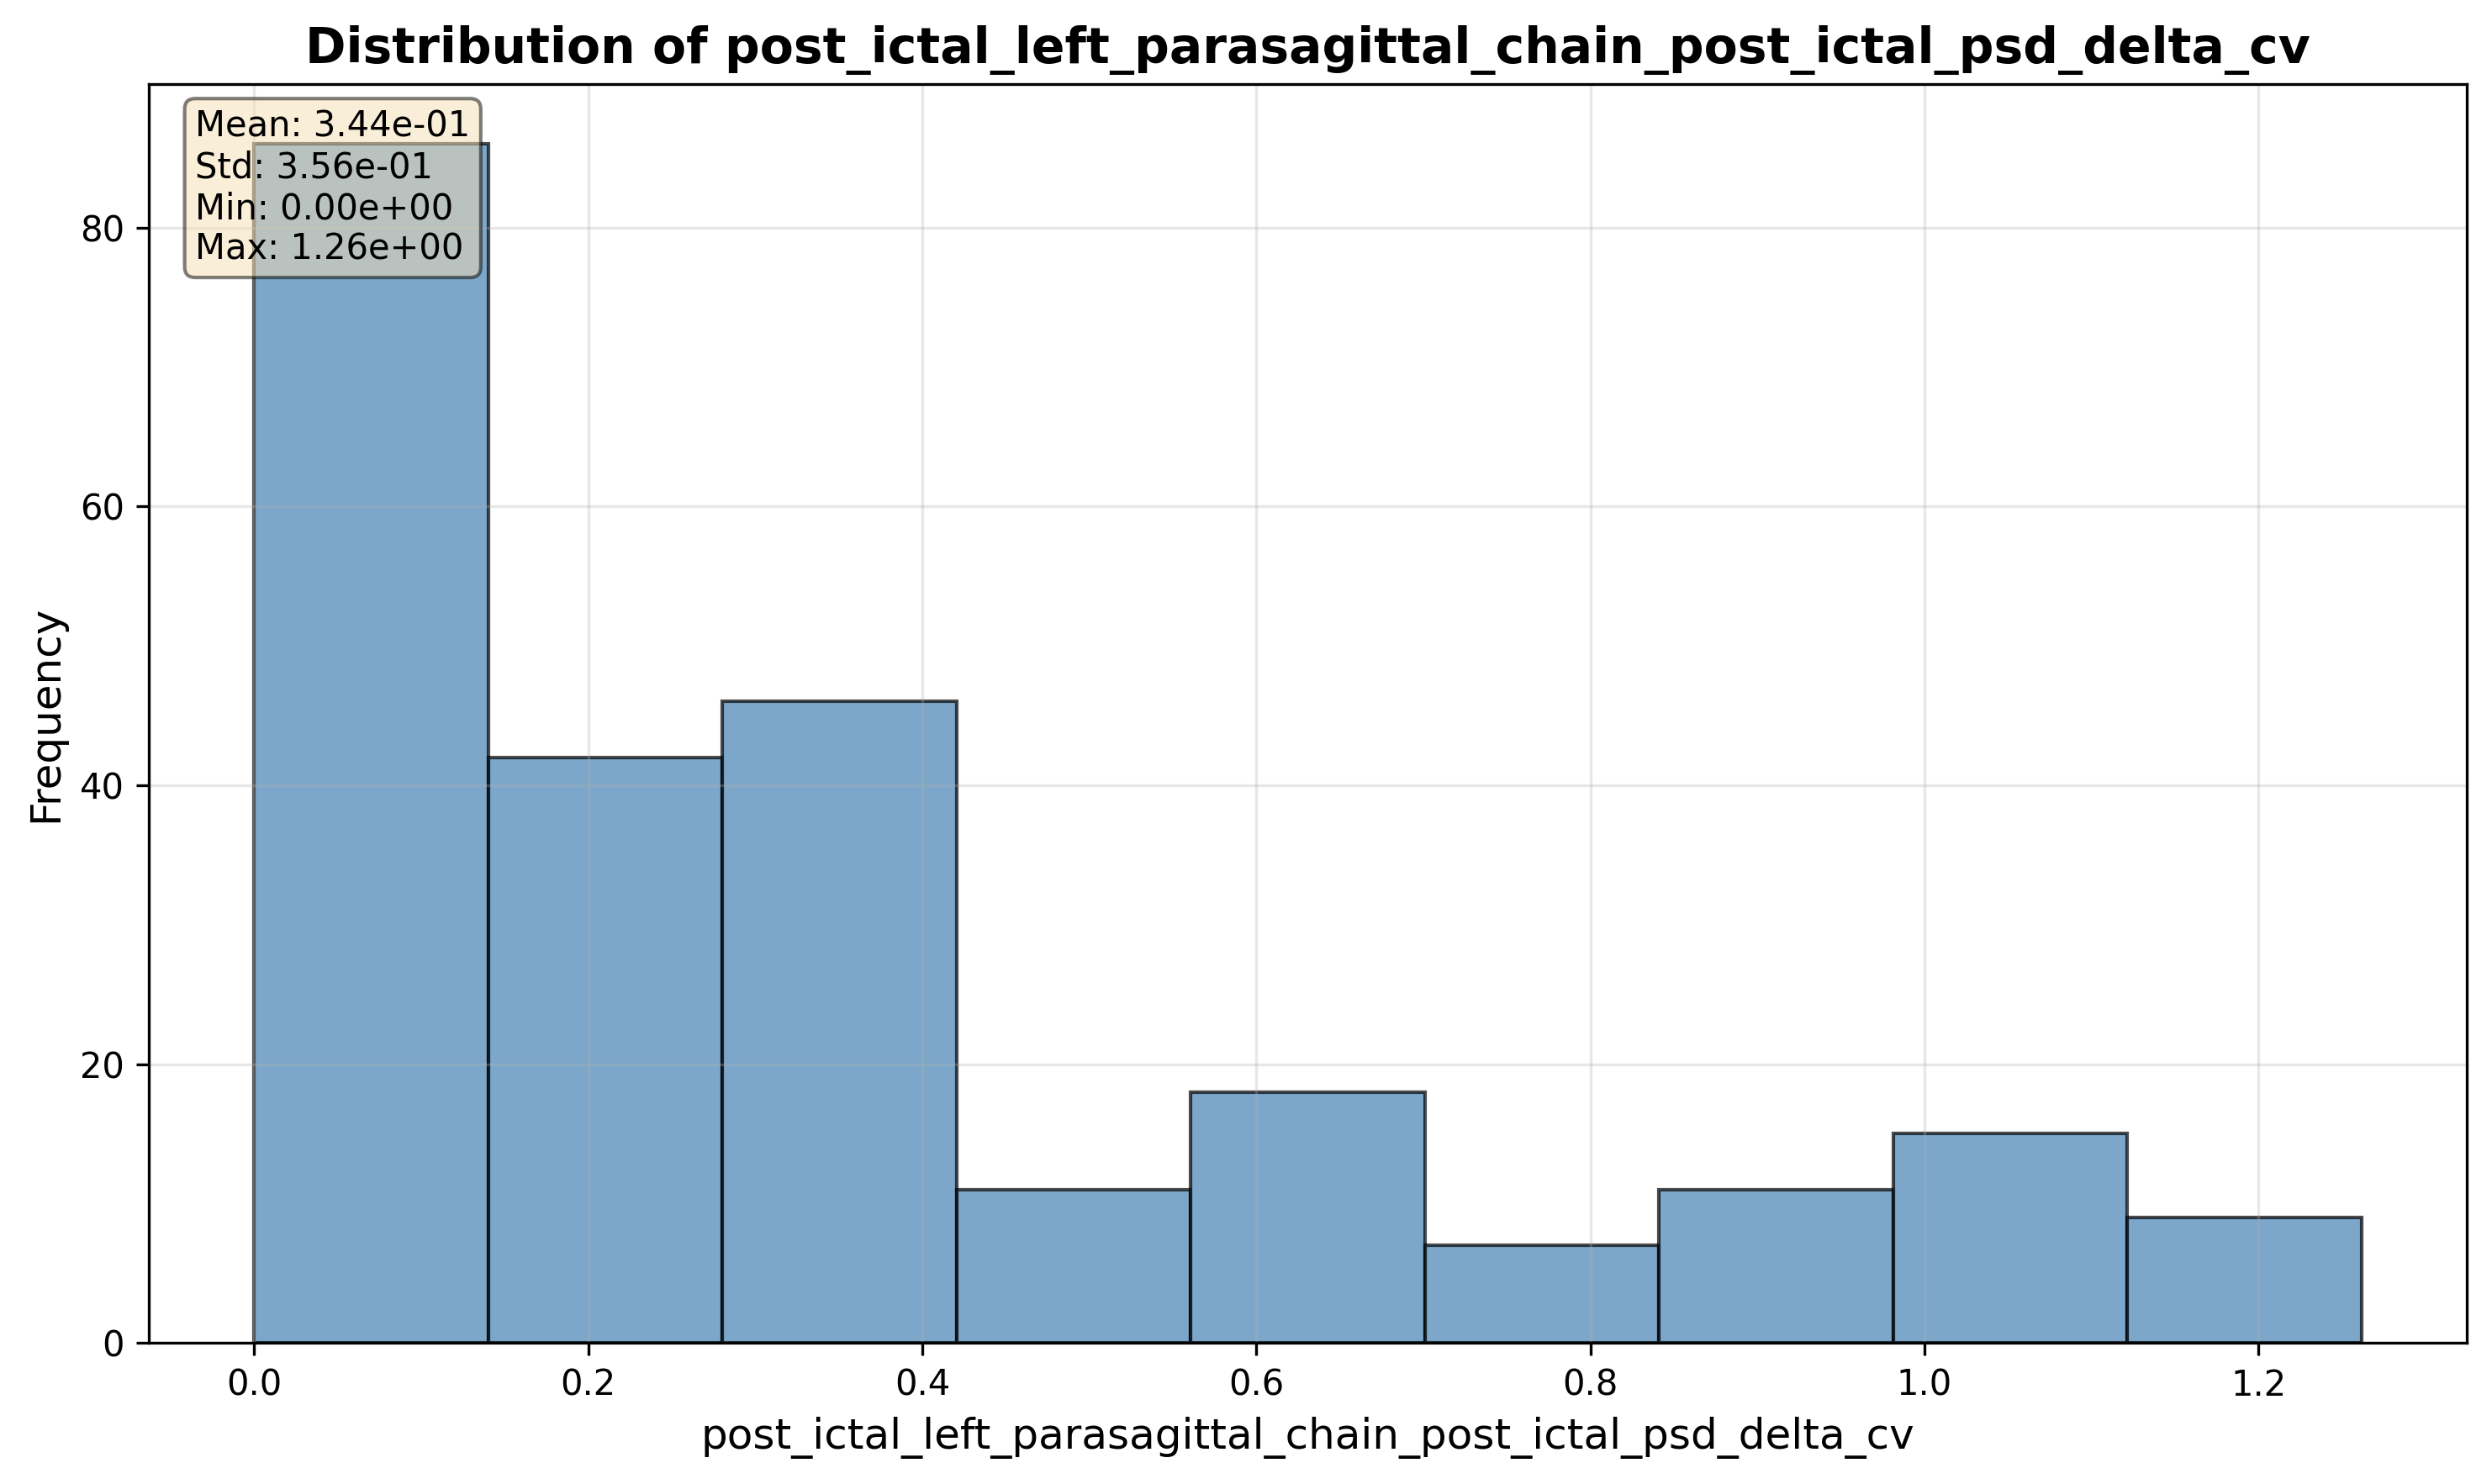 Distribution of post_ictal_left_parasagittal_chain_post_ictal_psd_delta_cv
Mean: 3.44e-01
Std: 3.56e-01
Min: 0.00e+00
Max: 1.26e+00
80
60
40
20
0
Frequency
0.0 0.2 0.4 0.6 0.8 1.0 1.2
post_ictal_left_parasagittal_chain_post_ictal_psd_delta_cv